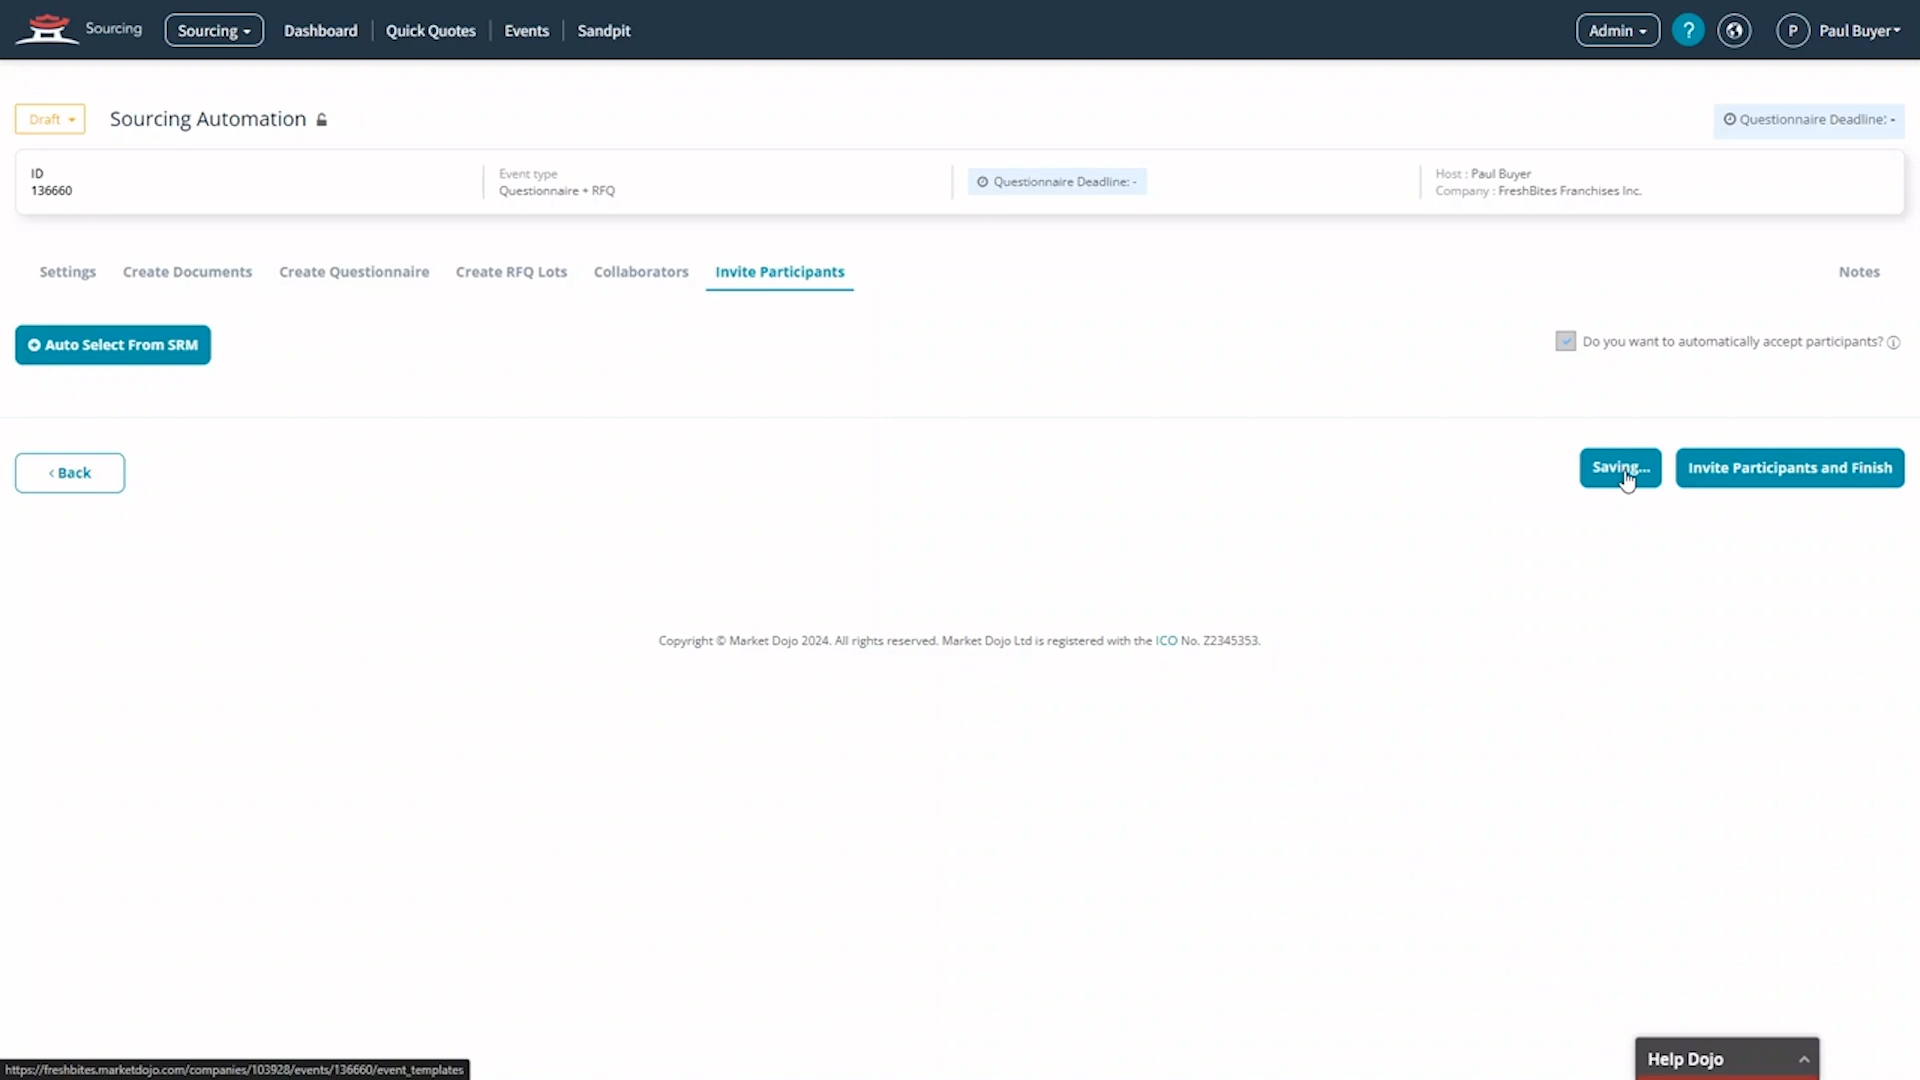 Sourcing
Sourcing
Dashboard
Quick Quotes
Events
Sandpit
Admin
?
P
Paul Buyer
Draft
Sourcing Automation
Questionnaire Deadline: -
ID
136660
Event type
Questionnaire + RFQ
Questionnaire Deadline: -
Host : Paul Buyer
Company : FreshBites Franchises Inc.
Settings
Create Documents
Create Questionnaire
Create RFQ Lots
Collaborators
Invite Participants
Notes
Auto Select From SRM
Do you want to automatically accept participants?
‹ Back
Saving...
Invite Participants and Finish
Copyright © Market Dojo 2024. All rights reserved. Market Dojo Ltd is registered with the ICO No. Z2345353.
https://freshbites.marketdojo.com/companies/103928/events/136660/event_templates
Help Dojo